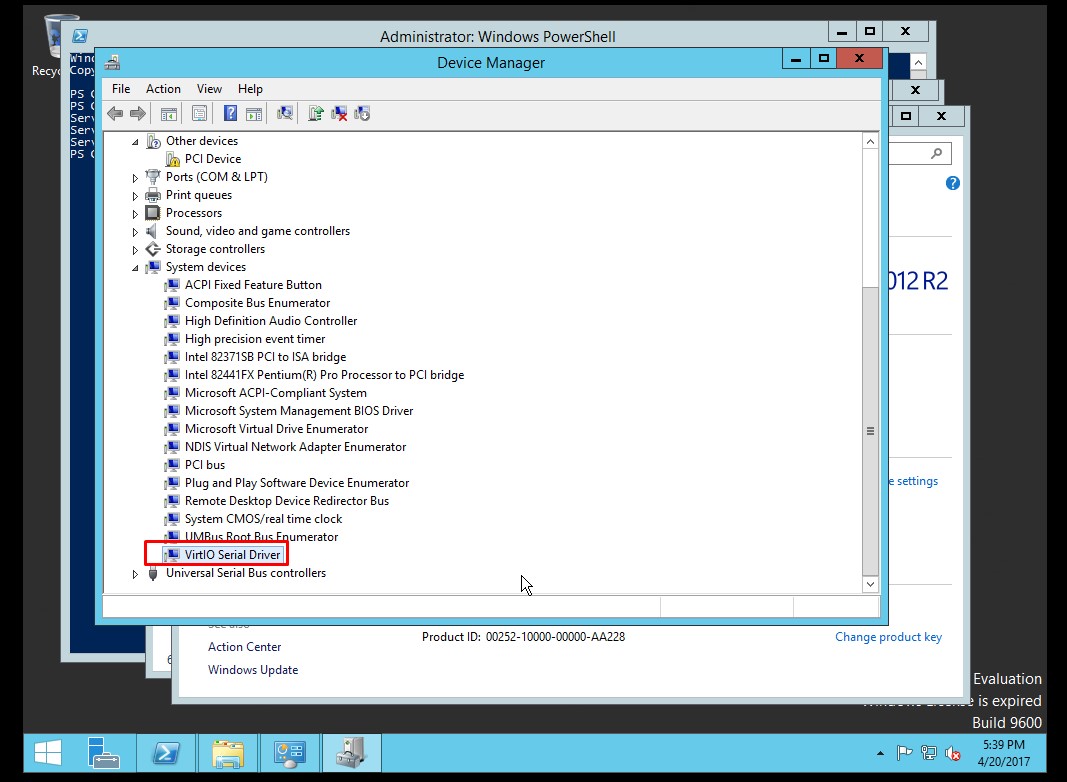 Recyc
Administrator: Windows PowerShell
Wind
Copy
PS C
PS C
Serv
Serv
Serv
PS C
Device Manager
File Action View Help
Other devices
PCI Device
Ports (COM & LPT)
Print queues
Processors
Sound, video and game controllers
Storage controllers
System devices
ACPI Fixed Feature Button
Composite Bus Enumerator
High Definition Audio Controller
High precision event timer
Intel 82371SB PCI to ISA bridge
Intel 82441FX Pentium(R) Pro Processor to PCI bridge
Microsoft ACPI-Compliant System
Microsoft System Management BIOS Driver
Microsoft Virtual Drive Enumerator
NDIS Virtual Network Adapter Enumerator
PCI bus
Plug and Play Software Device Enumerator
Remote Desktop Device Redirector Bus
System CMOS/real time clock
UMBus Root Bus Enumerator
VirtIO Serial Driver
Universal Serial Bus controllers
012 R2
e settings
See also
Product ID: 00252-10000-00000-AA228
Change product key
Action Center
6
Windows Update
Evaluation
Windows License is expired
Build 9600
5:39 PM
4/20/2017